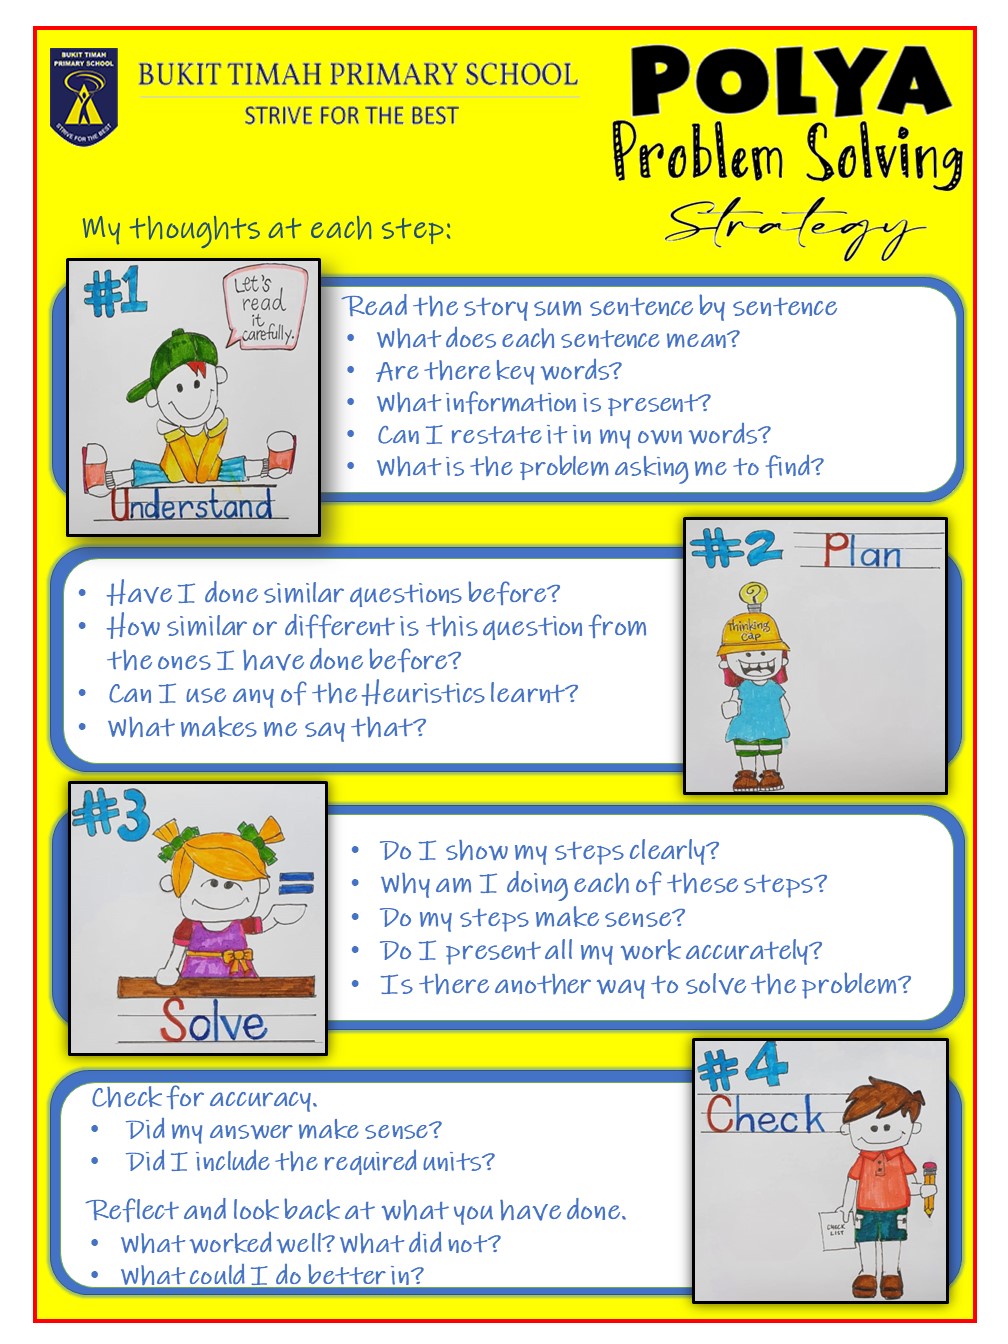 BUKIT TIMAH
PRIMARY SCHOOL
STRIVE FOR THE BEST
BUKIT TIMAH PRIMARY SCHOOL
STRIVE FOR THE BEST
POLYA
Problem Solving
Strategy
My thoughts at each step:
#1
Let's
read
it
carefully.
Understand
Read the story sum sentence by sentence
• What does each sentence mean?
• Are there key words?
• What information is present?
• Can I restate it in my own words?
• What is the problem asking me to find?
#2 Plan
?
Thinking
Cap
• Have I done similar questions before?
• How similar or different is this question from
the ones I have done before?
• Can I use any of the Heuristics learnt?
• What makes me say that?
#3
=
Solve
• Do I show my steps clearly?
• Why am I doing each of these steps?
• Do my steps make sense?
• Do I present all my work accurately?
• Is there another way to solve the problem?
#4
Check
CHECK
LIST
Check for accuracy.
• Did my answer make sense?
• Did I include the required units?
Reflect and look back at what you have done.
• What worked well? What did not?
• What could I do better in?